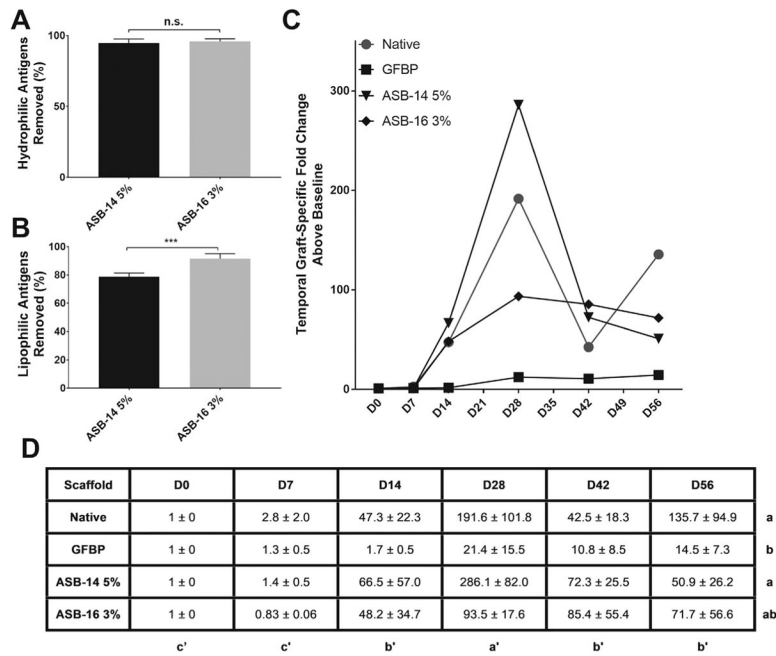 A
n.s.
Hydrophilic Antigens
Removed (%)
100
50
0
ASB-14 5%
ASB-16 3%
B
***
Lipophilic Antigens
Removed (%)
100
80
60
40
20
0
ASB-14 5%
ASB-16 3%
C
Native
GFBP
ASB-14 5%
ASB-16 3%
Temporal Graft-Specific Fold Change
Above Baseline
300
200
100
0
D0 D7 D14 D21 D28 D35 D42 D49 D56
D
Scaffold D0 D7 D14 D28 D42 D56
Native 1 ± 0 2.8 ± 2.0 47.3 ± 22.3 191.6 ± 101.8 42.5 ± 18.3 135.7 ± 94.9 a
GFBP 1 ± 0 1.3 ± 0.5 1.7 ± 0.5 21.4 ± 15.5 10.8 ± 8.5 14.5 ± 7.3 b
ASB-14 5% 1 ± 0 1.4 ± 0.5 66.5 ± 57.0 286.1 ± 82.0 72.3 ± 25.5 50.9 ± 26.2 a
ASB-16 3% 1 ± 0 0.83 ± 0.06 48.2 ± 34.7 93.5 ± 17.6 85.4 ± 55.4 71.7 ± 56.6 ab
c' c' b' a' b' b'